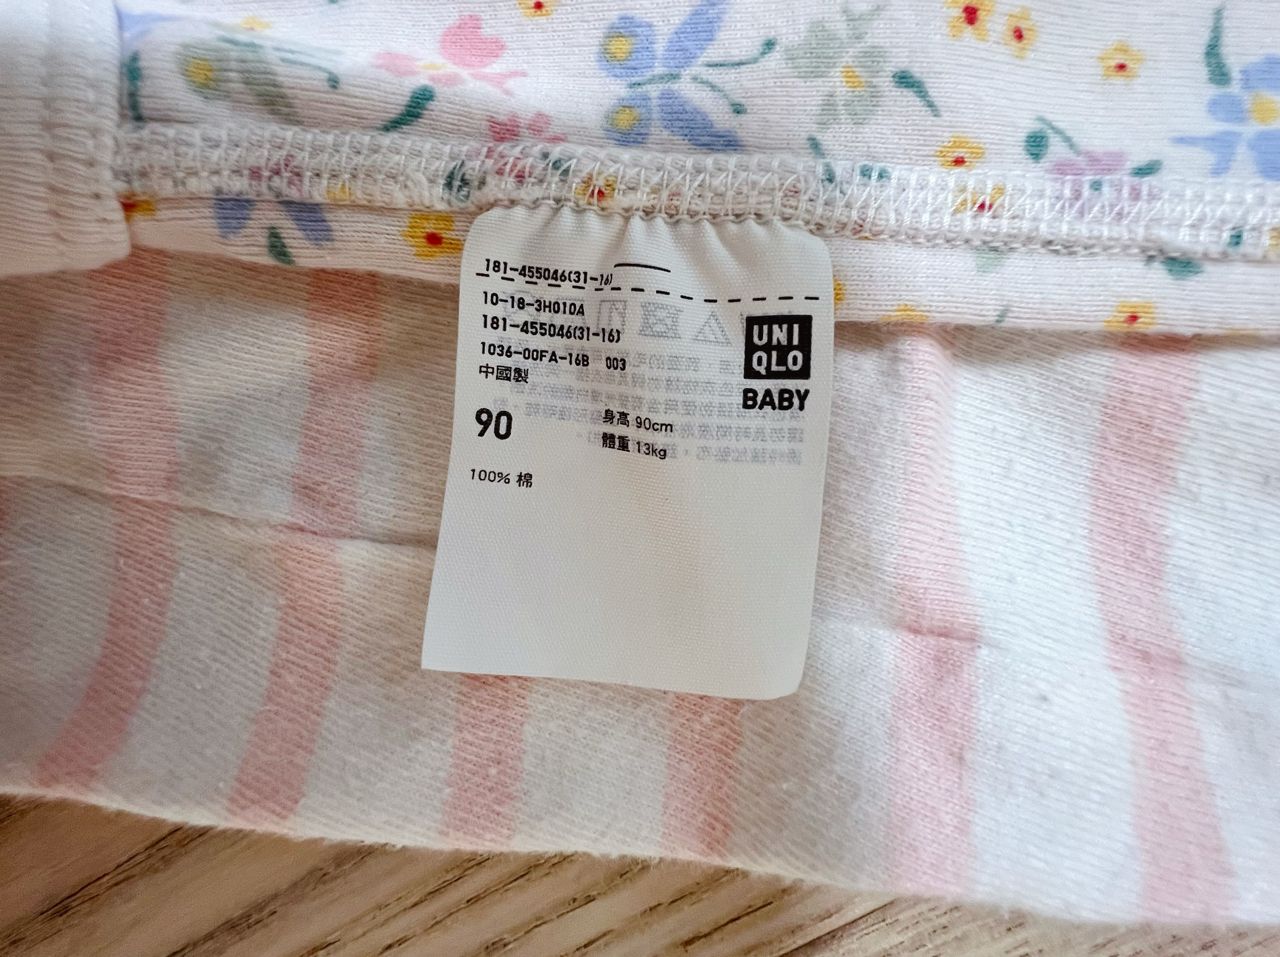 181-455046(31-16)
10-18-3H010A
181-455046(31-16)
1036-00FA-16B 003
中國製
UNI
QLO
BABY
90
身高 90cm
體重 13kg
100% 棉